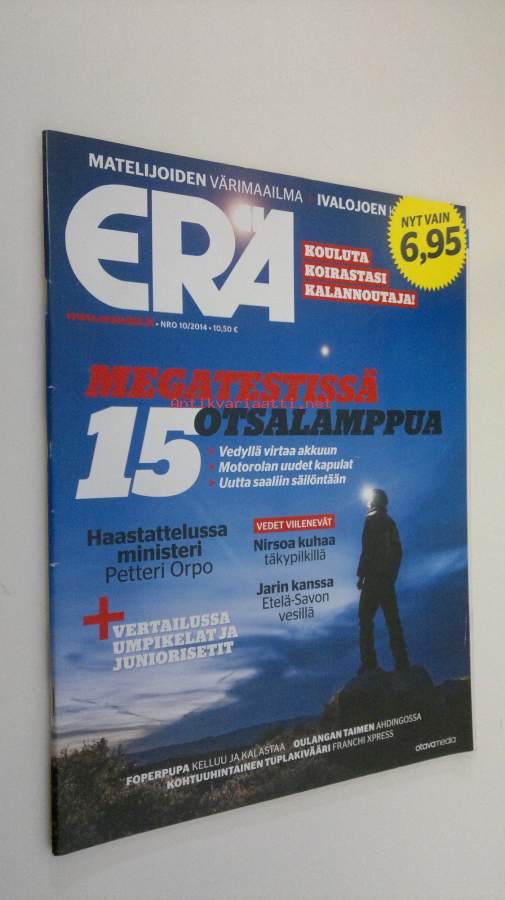 MATELIJOIDEN VÄRIMAAILMA IVALOJOEN
NYT VAIN
6,95
ERÄ
KOULUTA
KOIRASTASI
KALANNOUTAJA!
• NRO 10/2014 • 10,50 €
MEGATESTISSÄ
Antikvariaatti.net
15 OTSALAMPPUA
• Vedyllä virtaa akkuun
• Motorolan uudet kapulat
• Uutta saaliin säilöntään
Haastattelussa
ministeri
Petteri Orpo
VEDET VIILENEVÄT
Nirsoa kuhaa
täkypilkillä
Jarin kanssa
Etelä-Savon
vesillä
+ VERTAILUSSA
UMPIKELAT JA
JUNIORISETIT
FOPERPUPA KELLUU JA KALASTAA OULANGAN TAIMEN AHDINGOSSA
KOHTUUHINTAINEN TUPLAKIVÄÄRI FRANCHI XPRESS
otavamedia